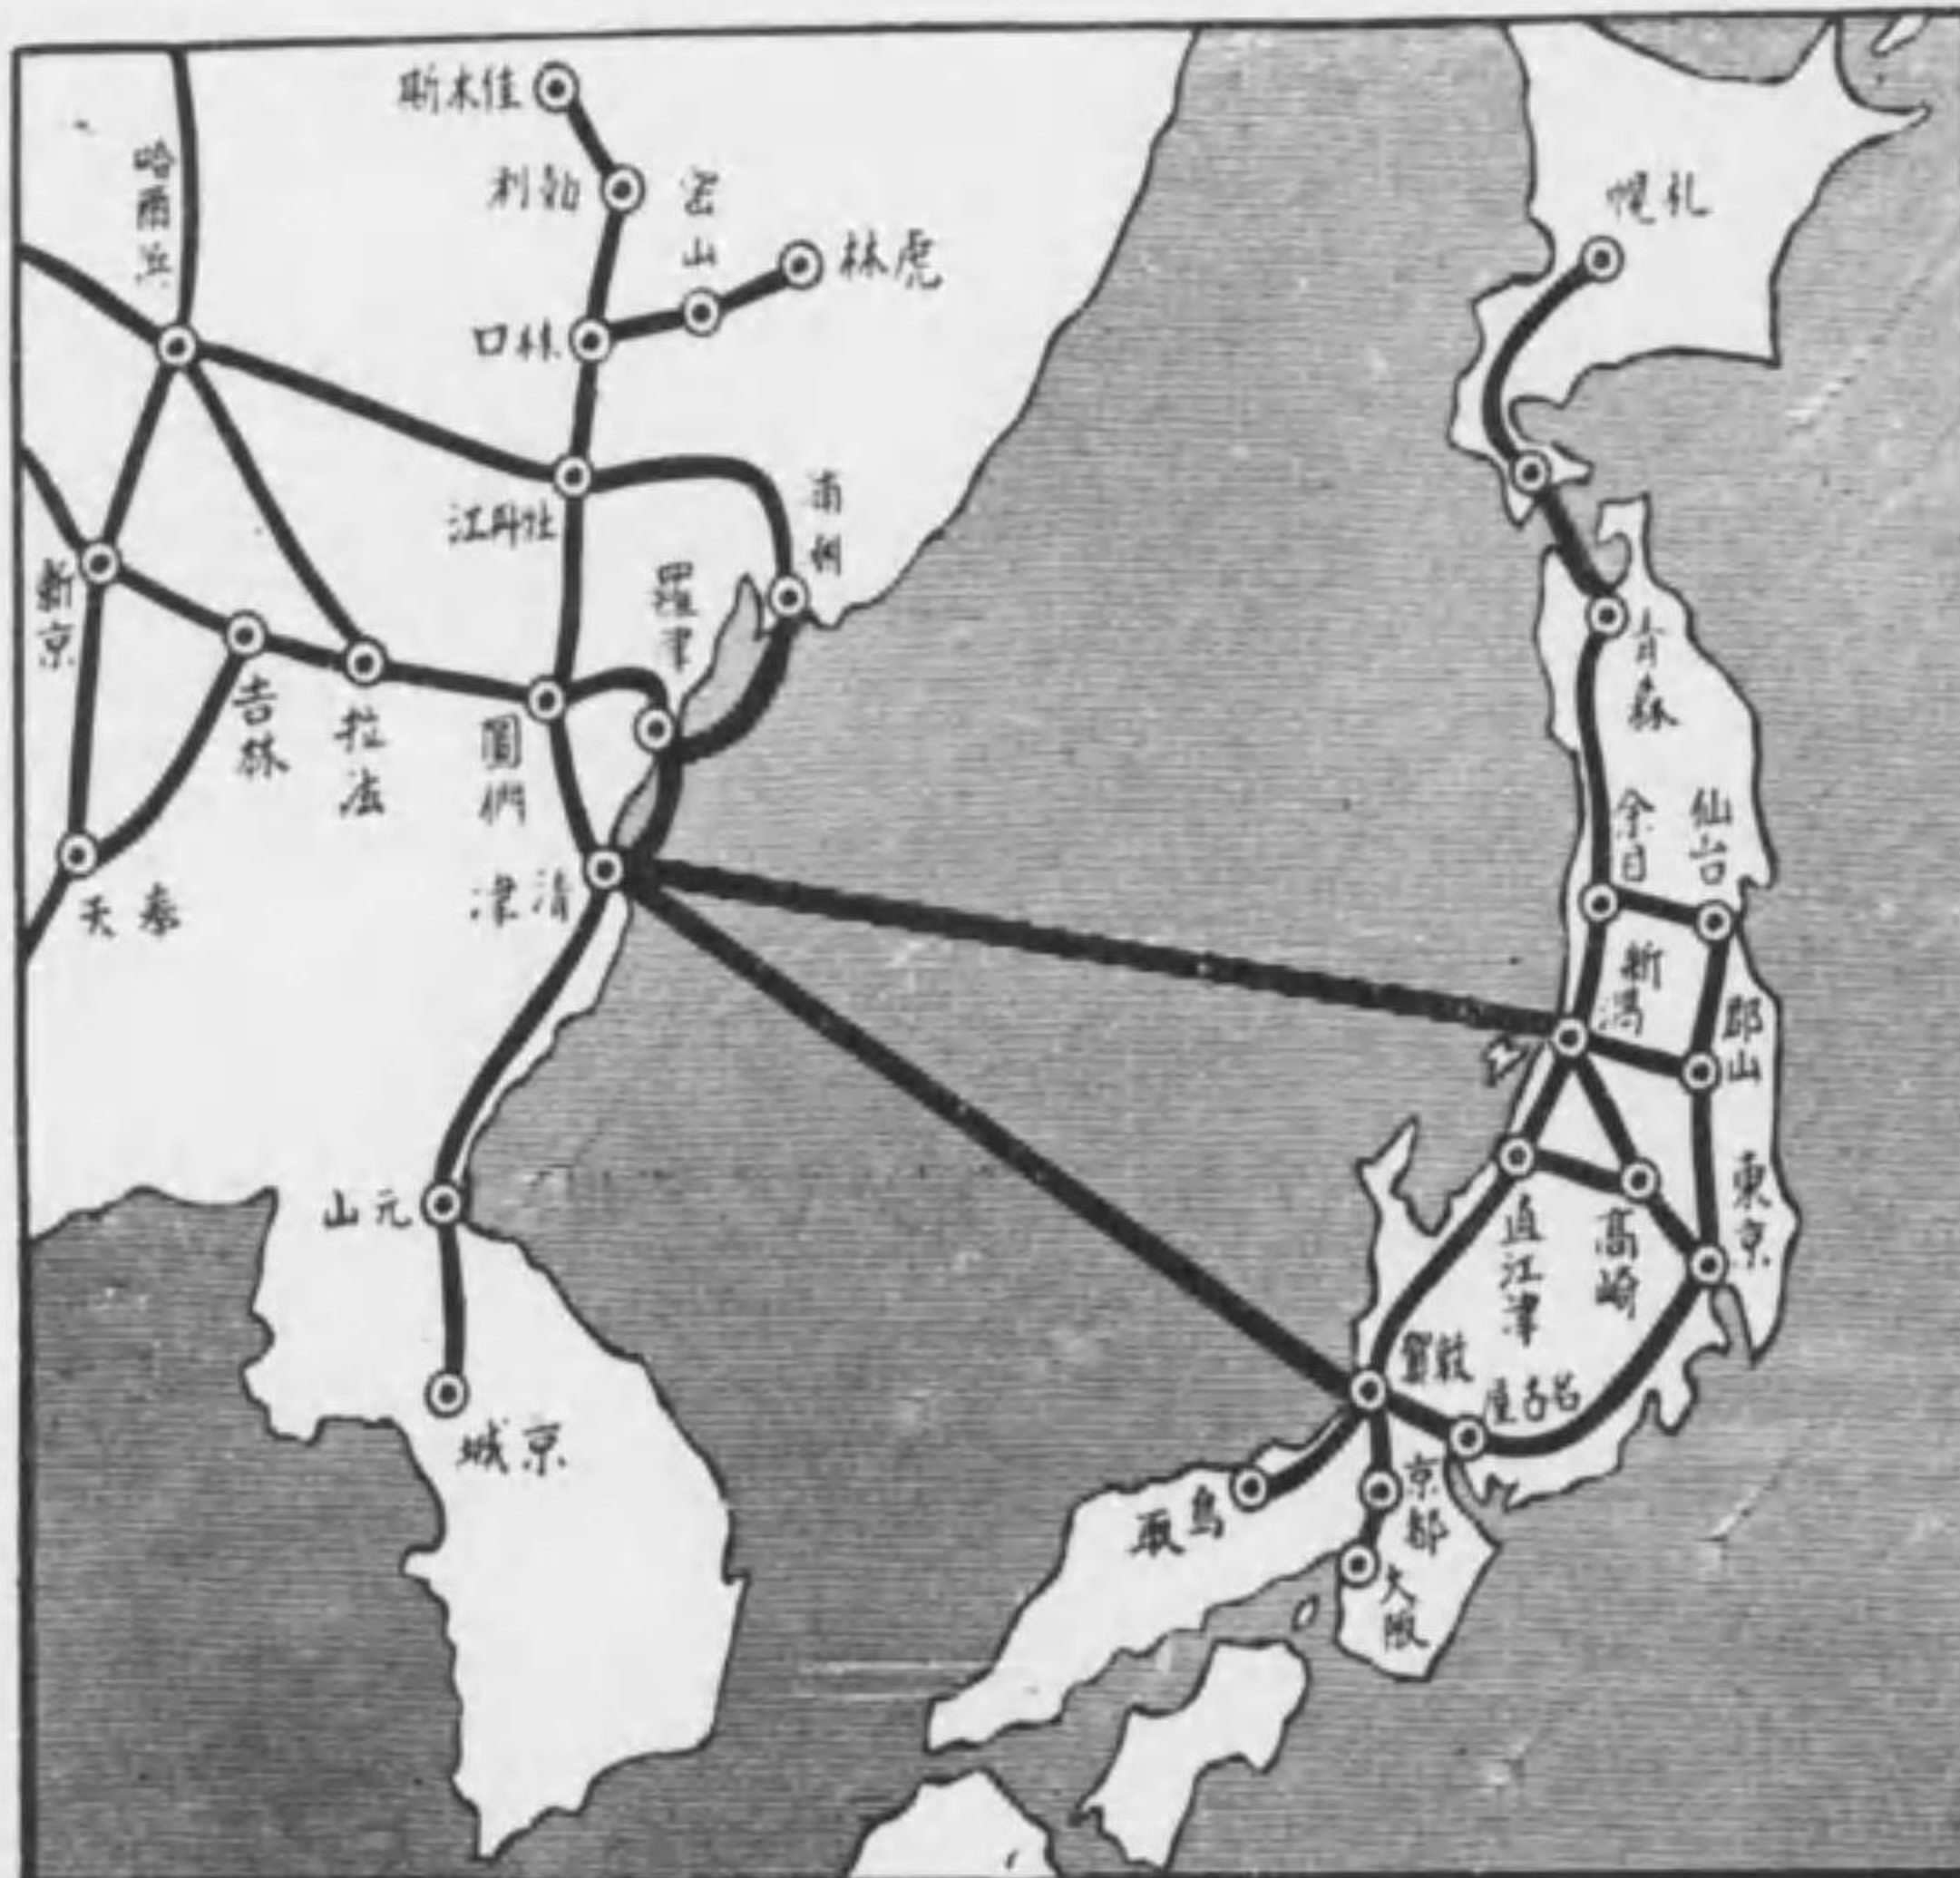 佳木斯
哈爾浜
勃利
密山
虎林
札幌
林口
牡丹江
羅津
新京
吉林
拉法
圖們
青森
余目
仙台
奉天
清津
新潟
郡山
元山
直江津
高崎
東京
敦賀
名古屋
京城
鳥取
京都
大阪